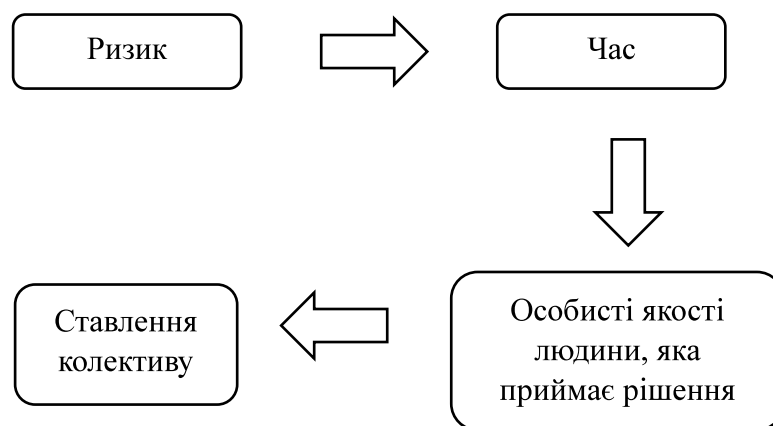 Ризик
Час
Особисті якості
людини, яка
приймає рішення
Ставлення
колективу